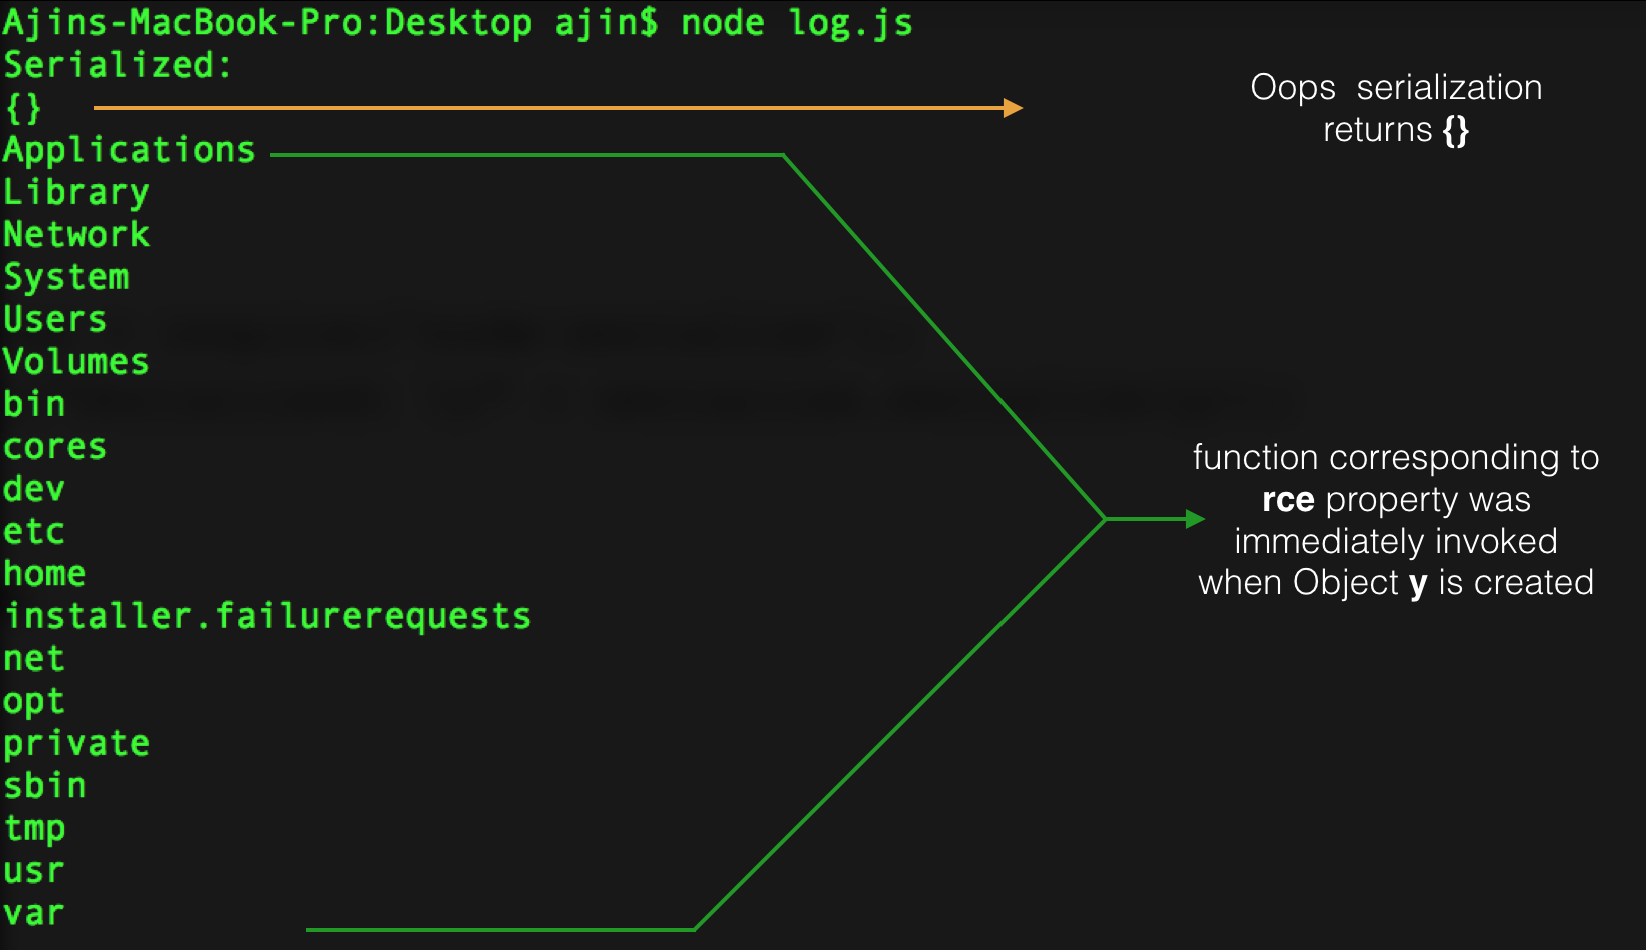 Ajins-MacBook-Pro:Desktop ajin$ node log.js
Serialized:
{}
Applications
Library
Network
System
Users
Volumes
bin
cores
dev
etc
home
installer.failurerequests
net
opt
private
sbin
tmp
usr
var
Oops serialization
returns {}
function corresponding to
rce property was
immediately invoked
when Object y is created